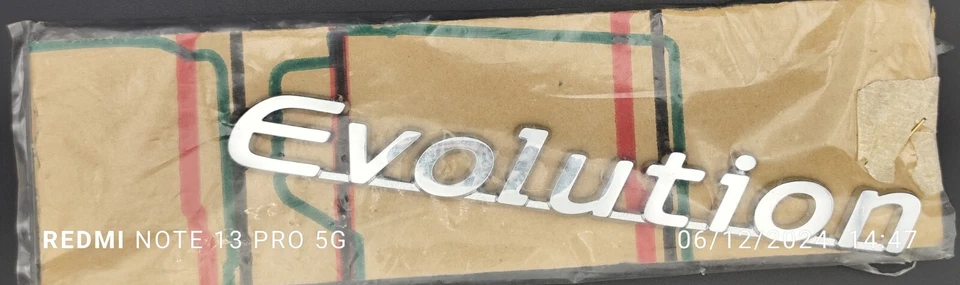 Evolution
REDMI NOTE 13 PRO 5G
06/12/2024 14:47